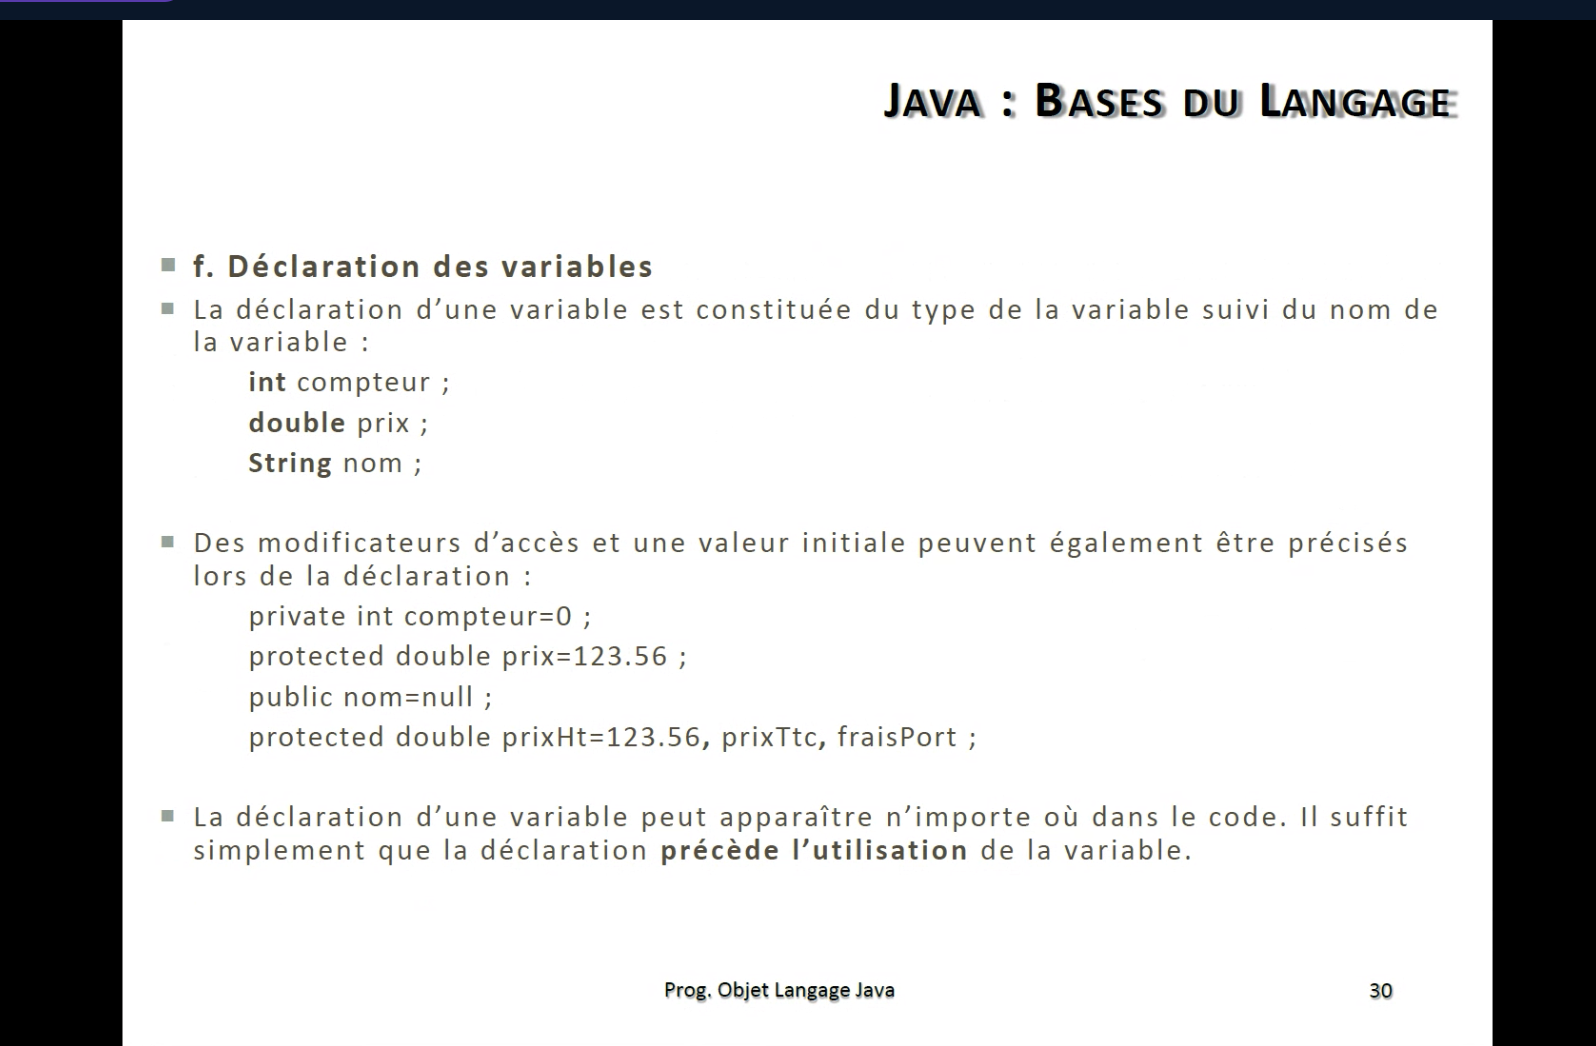 JAVA : BASES DU LANGAGE
f. Déclaration des variables
La déclaration d’une variable est constituée du type de la variable suivi du nom de
la variable :
int compteur ;
double prix ;
String nom ;
Des modificateurs d’accès et une valeur initiale peuvent également être précisés
lors de la déclaration :
private int compteur=0 ;
protected double prix=123.56 ;
public nom=null ;
protected double prixHt=123.56, prixTtc, fraisPort ;
La déclaration d’une variable peut apparaître n’importe où dans le code. Il suffit
simplement que la déclaration précède l’utilisation de la variable.
Prog. Objet Langage Java
30